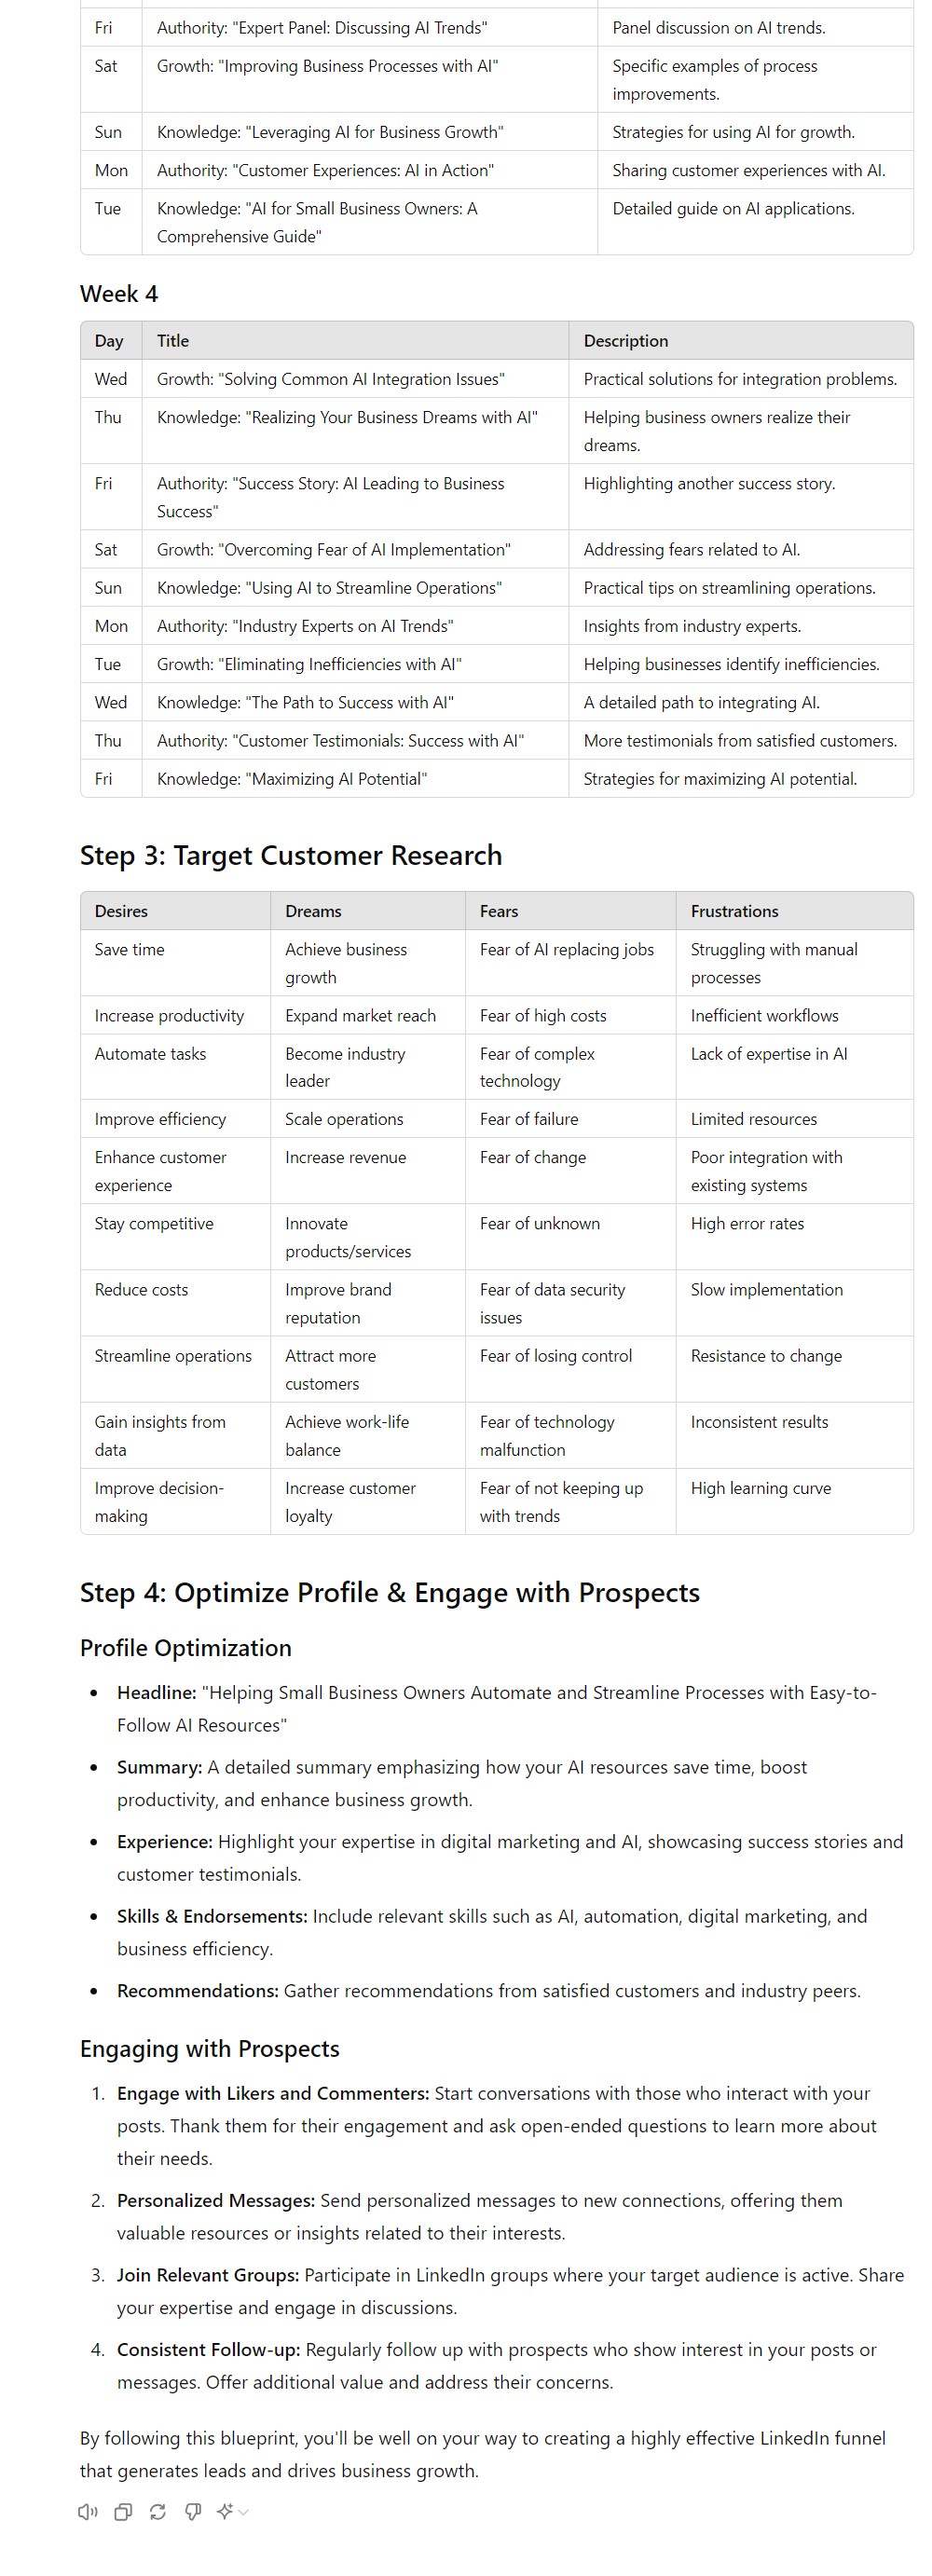 Fri Authority: "Expert Panel: Discussing AI Trends" Panel discussion on AI trends.
Sat Growth: "Improving Business Processes with AI" Specific examples of process
improvements.
Sun Knowledge: "Leveraging AI for Business Growth" Strategies for using AI for growth.
Mon Authority: "Customer Experiences: AI in Action" Sharing customer experiences with AI.
Tue Knowledge: "AI for Small Business Owners: A Detailed guide on AI applications.
Comprehensive Guide"
Week 4
Day Title Description
Wed Growth: "Solving Common AI Integration Issues" Practical solutions for integration problems.
Thu Knowledge: "Realizing Your Business Dreams with AI" Helping business owners realize their
dreams.
Fri Authority: "Success Story: AI Leading to Business Highlighting another success story.
Success"
Sat Growth: "Overcoming Fear of AI Implementation" Addressing fears related to AI.
Sun Knowledge: "Using AI to Streamline Operations" Practical tips on streamlining operations.
Mon Authority: "Industry Experts on AI Trends" Insights from industry experts.
Tue Growth: "Eliminating Inefficiencies with AI" Helping businesses identify inefficiencies.
Wed Knowledge: "The Path to Success with AI" A detailed path to integrating AI.
Thu Authority: "Customer Testimonials: Success with AI" More testimonials from satisfied customers.
Fri Knowledge: "Maximizing AI Potential" Strategies for maximizing AI potential.
Step 3: Target Customer Research
Desires Dreams Fears Frustrations
Save time Achieve business Fear of AI replacing jobs Struggling with manual
growth processes
Increase productivity Expand market reach Fear of high costs Inefficient workflows
Automate tasks Become industry Fear of complex Lack of expertise in AI
leader technology
Improve efficiency Scale operations Fear of failure Limited resources
Enhance customer Increase revenue Fear of change Poor integration with
experience existing systems
Stay competitive Innovate Fear of unknown High error rates
products/services
Reduce costs Improve brand Fear of data security Slow implementation
reputation issues
Streamline operations Attract more Fear of losing control Resistance to change
customers
Gain insights from Achieve work-life Fear of technology Inconsistent results
data balance malfunction
Improve decision- Increase customer Fear of not keeping up High learning curve
making loyalty with trends
Step 4: Optimize Profile & Engage with Prospects
Profile Optimization
• Headline: "Helping Small Business Owners Automate and Streamline Processes with Easy-to-
Follow AI Resources"
• Summary: A detailed summary emphasizing how your AI resources save time, boost
productivity, and enhance business growth.
• Experience: Highlight your expertise in digital marketing and AI, showcasing success stories and
customer testimonials.
• Skills & Endorsements: Include relevant skills such as AI, automation, digital marketing, and
business efficiency.
• Recommendations: Gather recommendations from satisfied customers and industry peers.
Engaging with Prospects
1. Engage with Likers and Commenters: Start conversations with those who interact with your
posts. Thank them for their engagement and ask open-ended questions to learn more about
their needs.
2. Personalized Messages: Send personalized messages to new connections, offering them
valuable resources or insights related to their interests.
3. Join Relevant Groups: Participate in LinkedIn groups where your target audience is active. Share
your expertise and engage in discussions.
4. Consistent Follow-up: Regularly follow up with prospects who show interest in your posts or
messages. Offer additional value and address their concerns.
By following this blueprint, you'll be well on your way to creating a highly effective LinkedIn funnel
that generates leads and drives business growth.